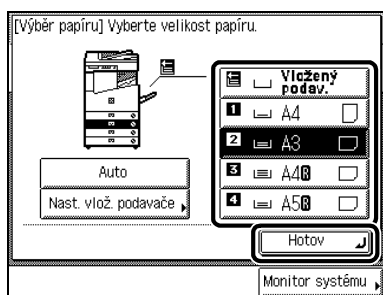 [Výběr papíru] Vyberte velikost papíru.
Vložený
podav.
1 A4
2 A3
3 A4R
4 A5R
Auto
Nast. vlož. podavače
Hotov
Monitor systému